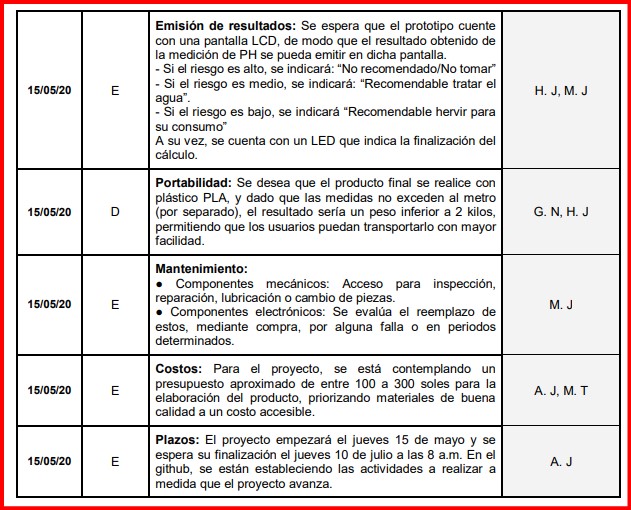 15/05/20
E
Emisión de resultados: Se espera que el prototipo cuente
con una pantalla LCD, de modo que el resultado obtenido de
la medición de PH se pueda emitir en dicha pantalla.
- Si el riesgo es alto, se indicará: “No recomendado/No tomar”
- Si el riesgo es medio, se indicará: “Recomendable tratar el
agua”.
- Si el riesgo es bajo, se indicará “Recomendable hervir para
su consumo”
A su vez, se cuenta con un LED que indica la finalización del
cálculo.
H. J, M. J
15/05/20
D
Portabilidad: Se desea que el producto final se realice con
plástico PLA, y dado que las medidas no exceden al metro
(por separado), el resultado sería un peso inferior a 2 kilos,
permitiendo que los usuarios puedan transportarlo con mayor
facilidad.
G. N, H. J
15/05/20
E
Mantenimiento:
● Componentes mecánicos: Acceso para inspección,
reparación, lubricación o cambio de piezas.
● Componentes electrónicos: Se evalúa el reemplazo de
estos, mediante compra, por alguna falla o en periodos
determinados.
M. J
15/05/20
E
Costos: Para el proyecto, se está contemplando un
presupuesto aproximado de entre 100 a 300 soles para la
elaboración del producto, priorizando materiales de buena
calidad a un costo accesible.
A. J, M. T
15/05/20
E
Plazos: El proyecto empezará el jueves 15 de mayo y se
espera su finalización el jueves 10 de julio a las 8 a.m. En el
github, se están estableciendo las actividades a realizar a
medida que el proyecto avanza.
A. J